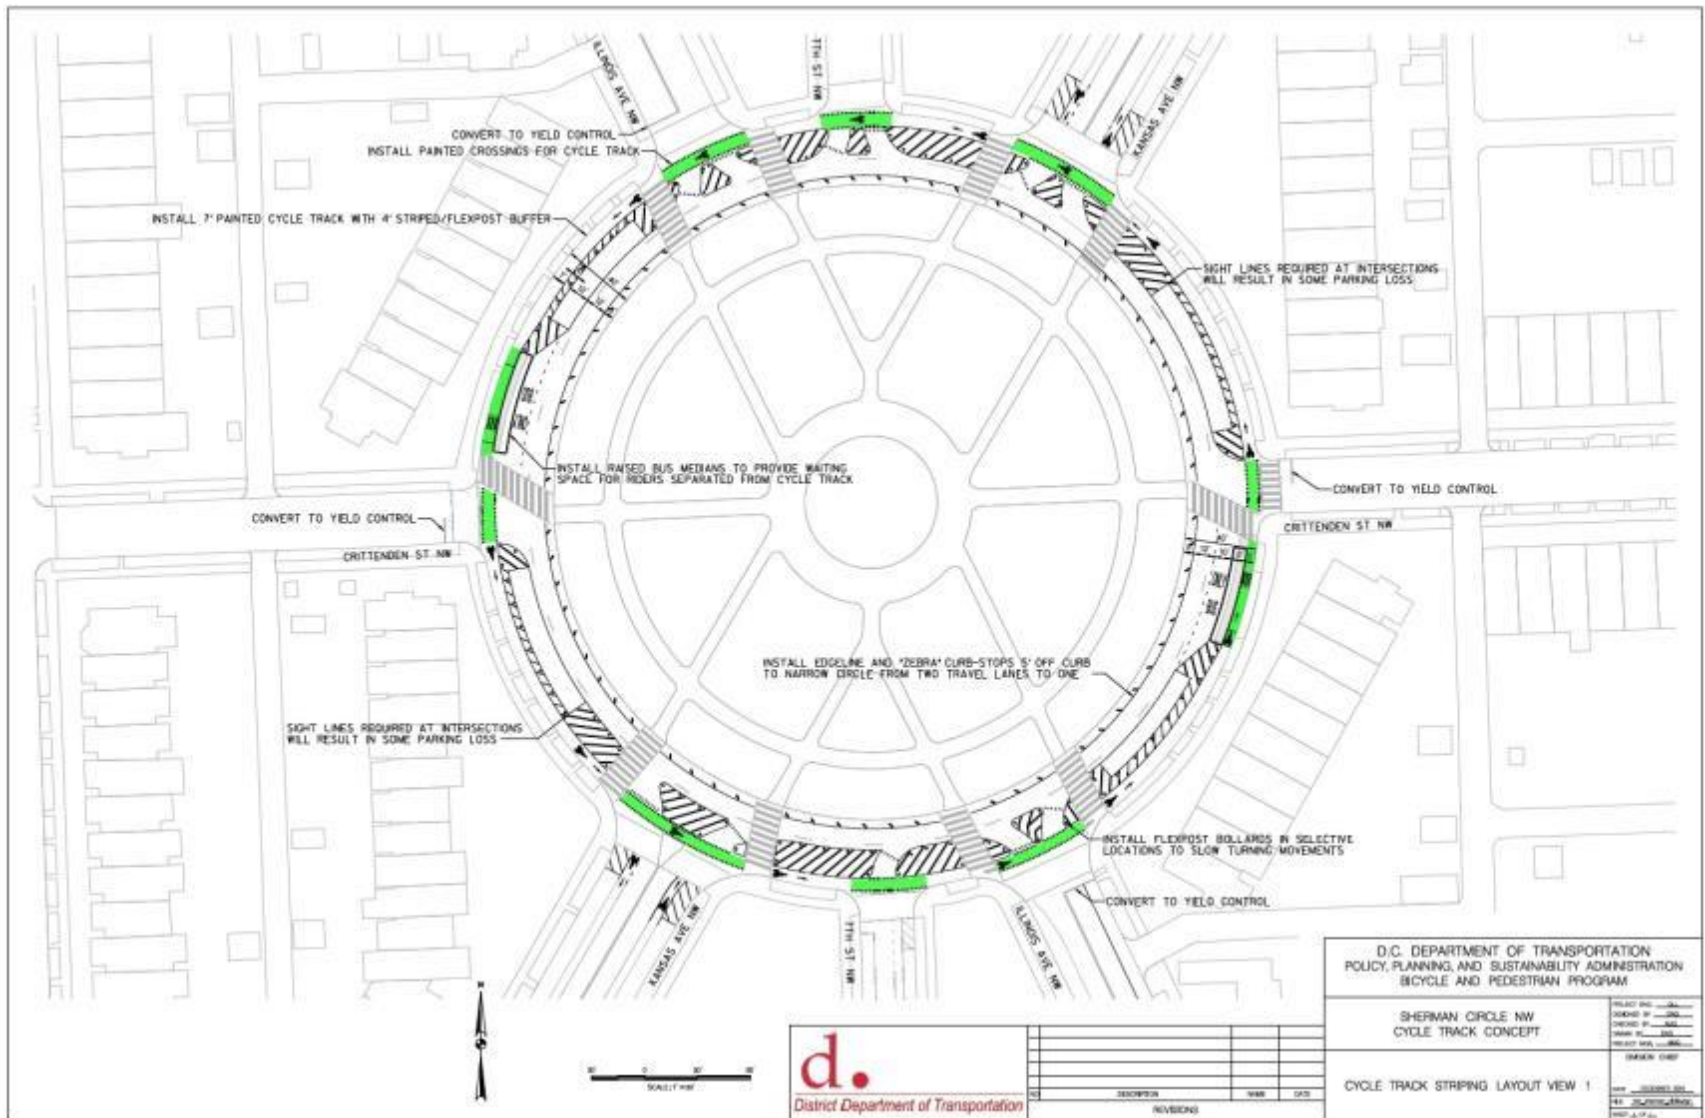 ILLINOIS AVE NW
7TH ST NW
KANSAS AVE NW
CONVERT TO YIELD CONTROL
INSTALL PAINTED CROSSINGS FOR CYCLE TRACK
INSTALL 7' PAINTED CYCLE TRACK WITH 4' STRIPED/FLEXPOST BUFFER
SIGHT LINES REQUIRED AT INTERSECTIONS
WILL RESULT IN SOME PARKING LOSS
INSTALL RAISED BUS MEDIANS TO PROVIDE WAITING
SPACE FOR RIDERS SEPARATED FROM CYCLE TRACK
CONVERT TO YIELD CONTROL
CONVERT TO YIELD CONTROL
CRITTENDEN ST NW
CRITTENDEN ST NW
INSTALL EDGELINE AND "ZEBRA" CURB-STOPS 5' OFF CURB
TO NARROW CIRCLE FROM TWO TRAVEL LANES TO ONE
SIGHT LINES REQUIRED AT INTERSECTIONS
WILL RESULT IN SOME PARKING LOSS
INSTALL FLEXPOST BOLLARDS IN SELECTIVE
LOCATIONS TO SLOW TURNING MOVEMENTS
CONVERT TO YIELD CONTROL
KANSAS AVE NW
7TH ST NW
ILLINOIS AVE NW
N
d.
District Department of Transportation
DESCRIPTION
NAME
DATE
REVISIONS
D.C. DEPARTMENT OF TRANSPORTATION
POLICY, PLANNING, AND SUSTAINABILITY ADMINISTRATION
BICYCLE AND PEDESTRIAN PROGRAM
SHERMAN CIRCLE NW
CYCLE TRACK CONCEPT
CYCLE TRACK STRIPING LAYOUT VIEW 1
DIVISION CHIEF